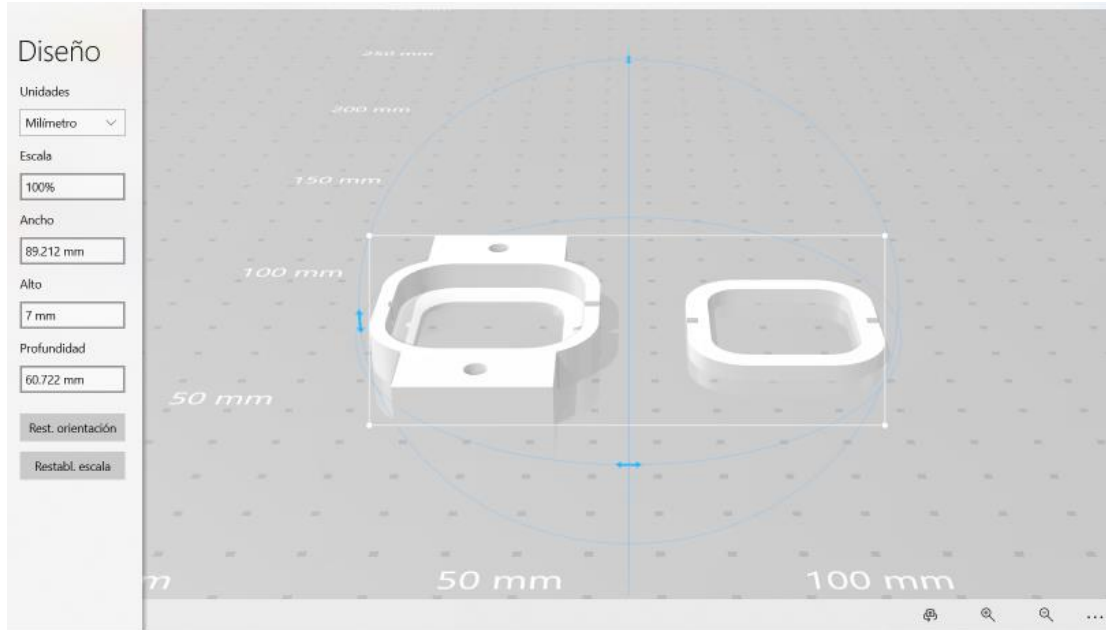 Diseño
Unidades
Milímetro
Escala
100%
Ancho
89.212 mm
Alto
7 mm
Profundidad
60.722 mm
Rest. orientación
Restabl. escala
250 mm
200 mm
150 mm
100 mm
50 mm
m
50 mm
100 mm